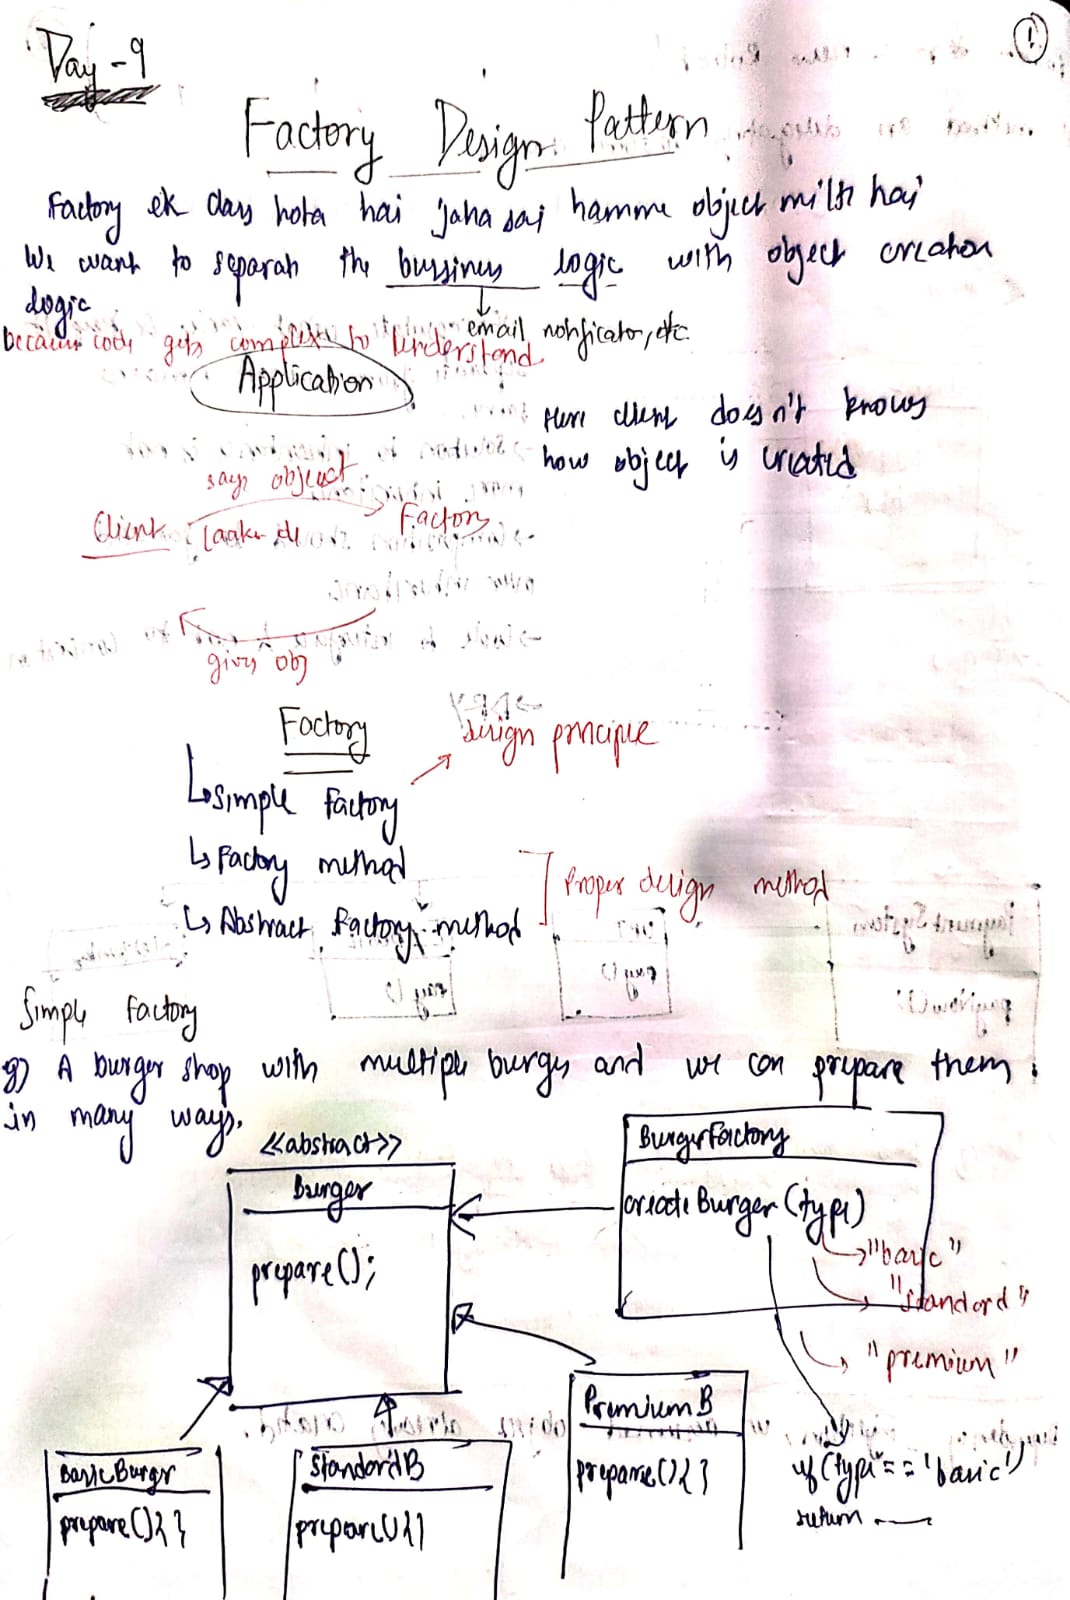 Day-9
1
Factory Design Pattern
Factory ek class hota hai jaha sai hamme object milti hai
We want to separate the bussiness logic with object creation
logic
email notificator, etc.
because code gets complex to understand
Application
Here client doesn't knows
how object is created
says object
Client laake de Factory
gives obj
Factory
design principle
Simple Factory
Factory method
Proper design method
Abstract Factory method
Simple Factory
eg) A burger shop with multiple burgs and we can prepare them
in many ways.
<<abstract>>
Burger
prepare();
BurgerFactory
create Burger (type)
"basic"
"standard"
"premium"
PremiumB
prepare(){ }
BasicBurger
prepare(){ }
StandardB
prepare(){}
if (type == 'basic')
return